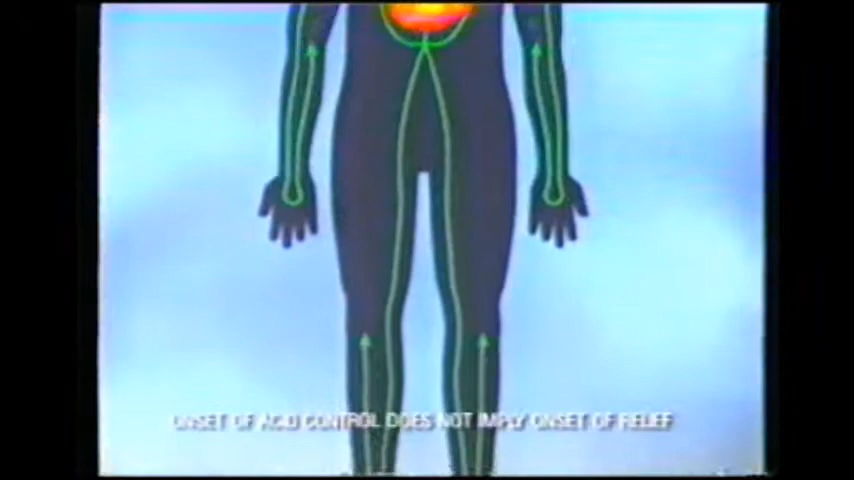 ONSET OF ACID CONTROL DOES NOT IMPLY ONSET OF RELIEF